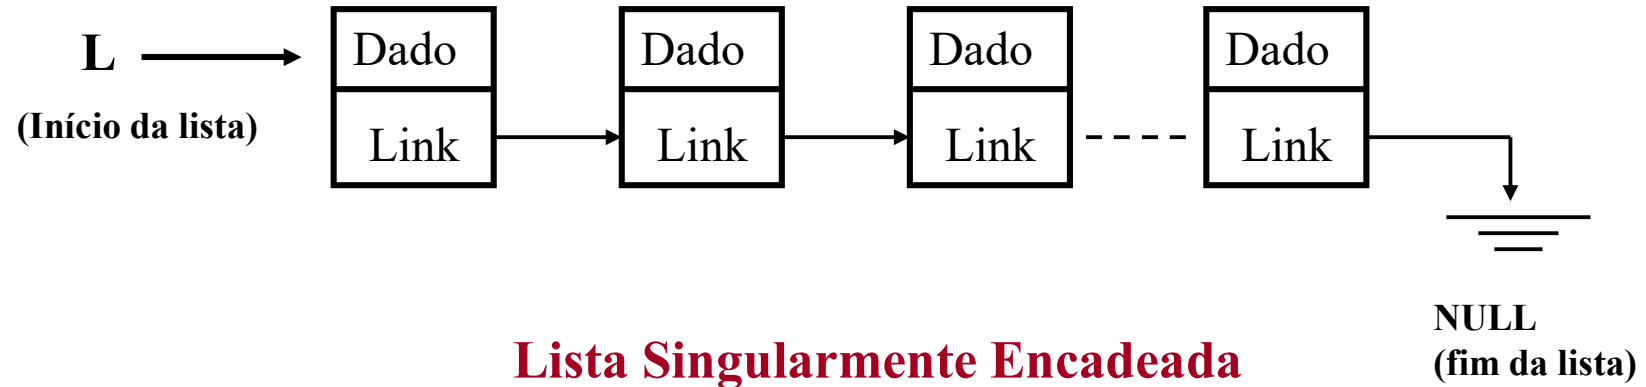 L
(Início da lista)
Dado
Link
Dado
Link
Dado
Link
Dado
Link
NULL
(fim da lista)
Lista Singularmente Encadeada